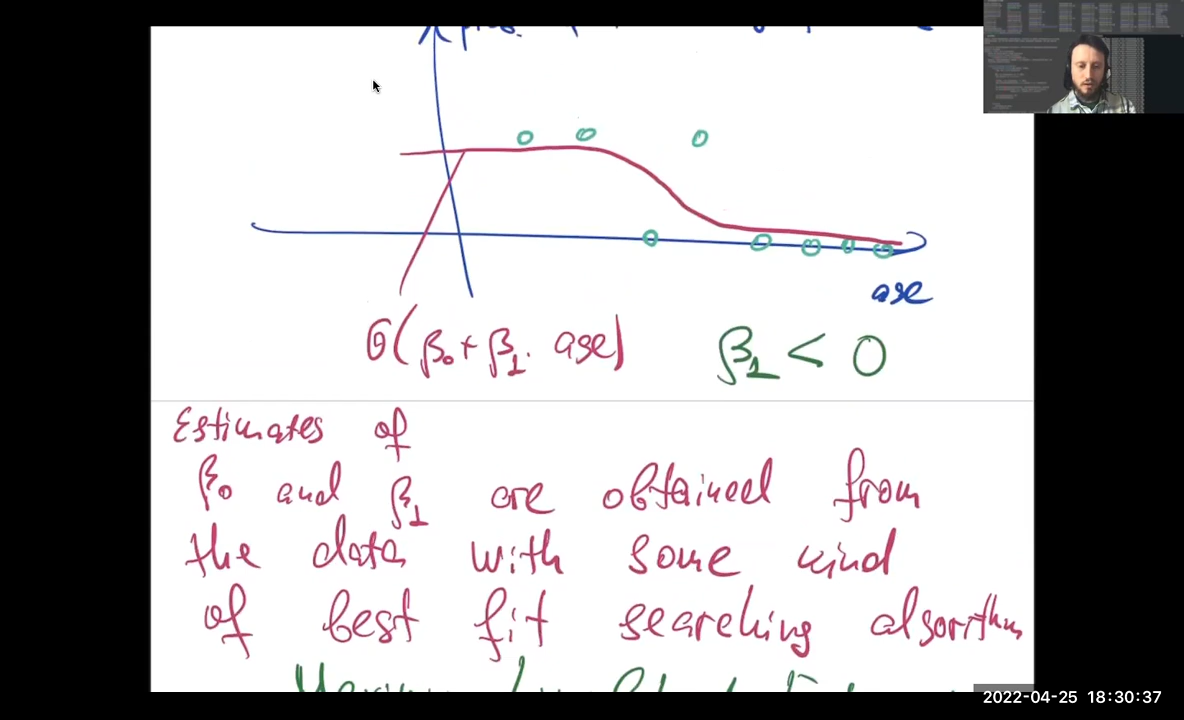 age
σ(β₀ + β₁ · age) β₁ < 0
Estimates of
β₀ and β₁ are obtained from
the data with some kind
of best fit searching algorithm
2022-04-25 18:30:37